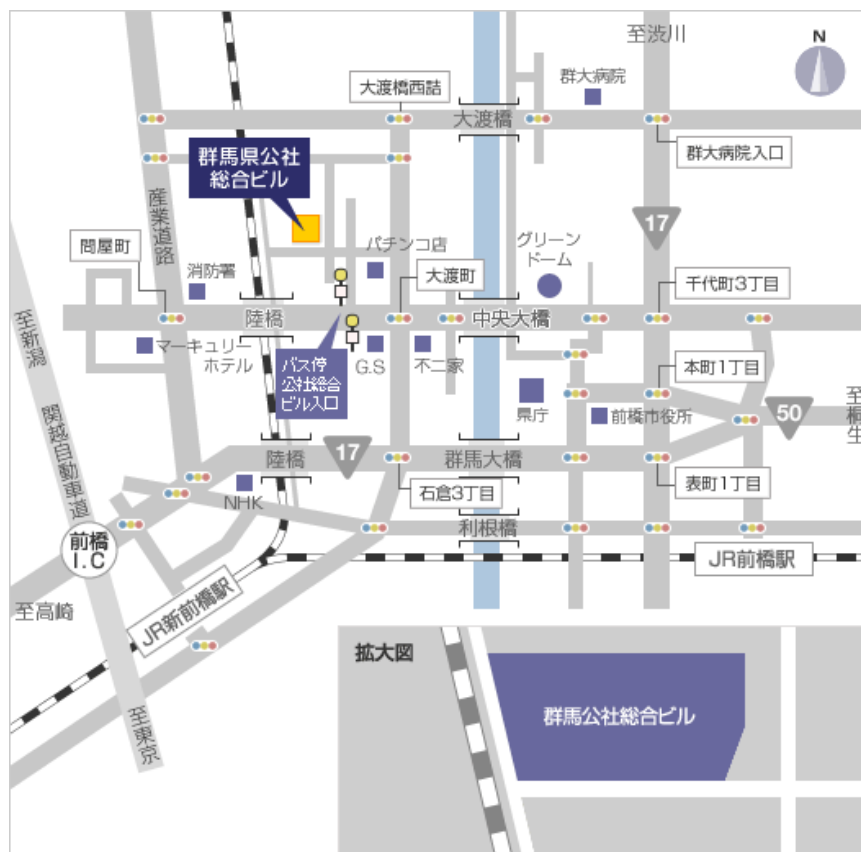 至渋川
N
群大病院
大渡橋西詰
大渡橋
群馬県公社
総合ビル
群大病院入口
産業道路
17
問屋町
消防署
パチンコ店
グリーン
ドーム
大渡町
千代町3丁目
至新潟
陸橋
中央大橋
マーキュリー
ホテル
バス停
公社総合
ビル入口
G.S
不二家
本町1丁目
県庁
前橋市役所
50
至桐生
関越自動車道
陸橋
17
群馬大橋
NHK
石倉3丁目
表町1丁目
前橋
I.C
利根橋
JR前橋駅
至高崎
JR新前橋駅
至東京
拡大図
群馬公社総合ビル